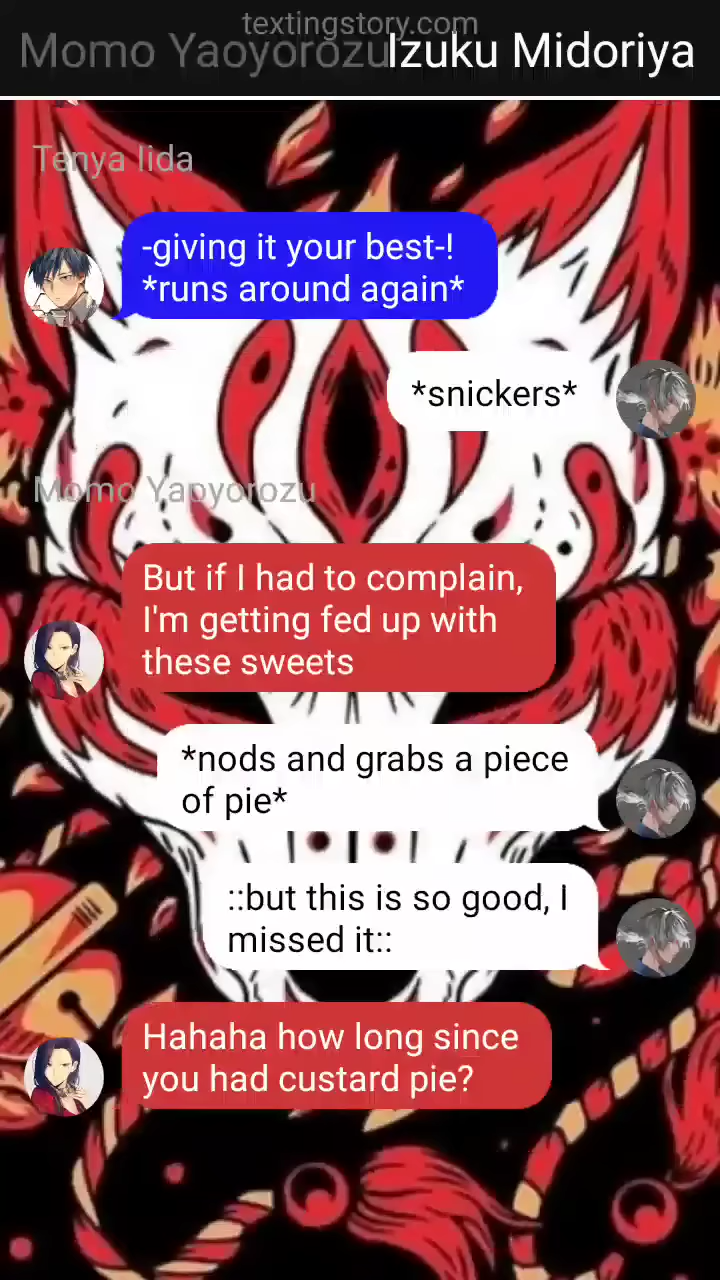 textingstory.com
Momo Yaoyorozu Izuku Midoriya
Tenya Iida
-giving it your best-!
*runs around again*
*snickers*
Momo Yaoyorozu
But if I had to complain,
I'm getting fed up with
these sweets
*nods and grabs a piece
of pie*
::but this is so good, I
missed it::
Hahaha how long since
you had custard pie?